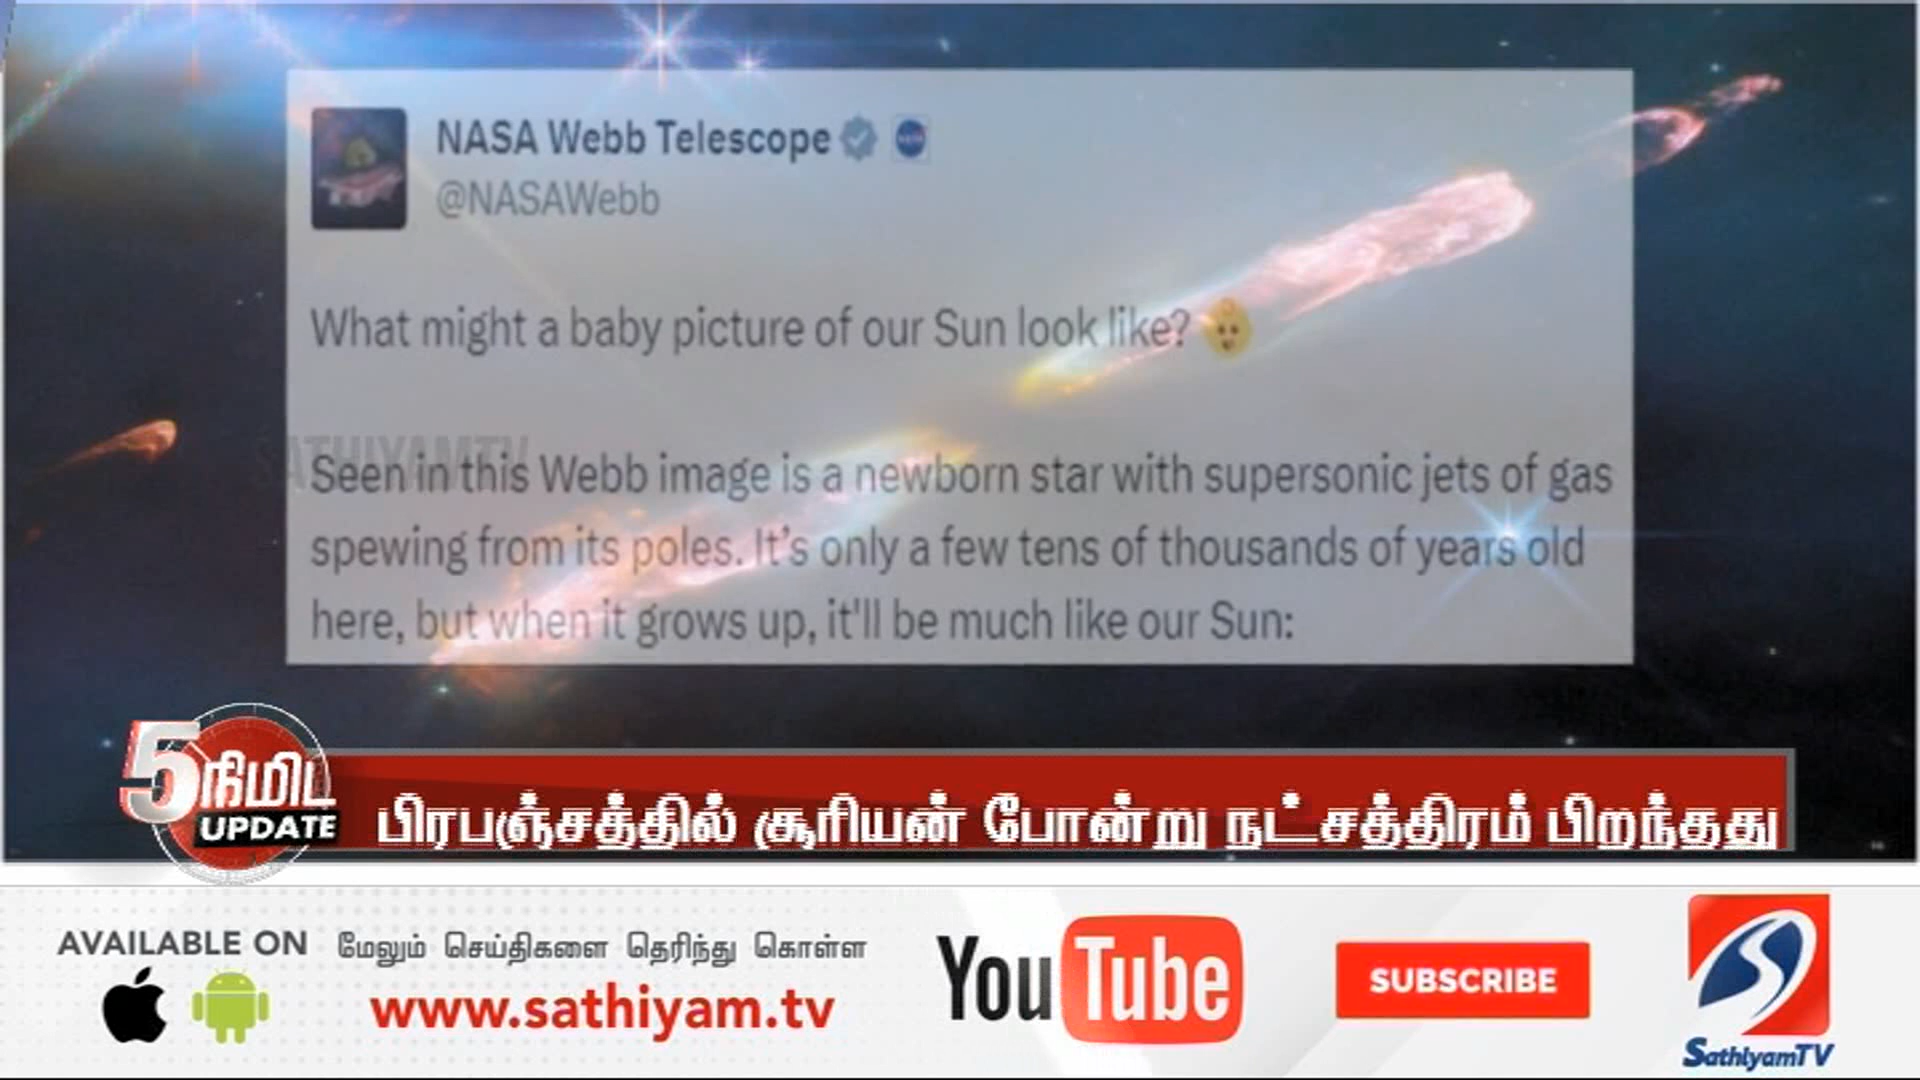 NASA Webb Telescope
@NASAWebb
What might a baby picture of our Sun look like?
SATHIYAMTV
Seen in this Webb image is a newborn star with supersonic jets of gas
spewing from its poles. It's only a few tens of thousands of years old
here, but when it grows up, it'll be much like our Sun:
5 நிமிட
UPDATE
பிரபஞ்சத்தில் சூரியன் போன்று நட்சத்திரம் பிறந்தது
AVAILABLE ON மேலும் செய்திகளை தெரிந்து கொள்ள
www.sathiyam.tv
YouTube
SUBSCRIBE
SathiyamTV